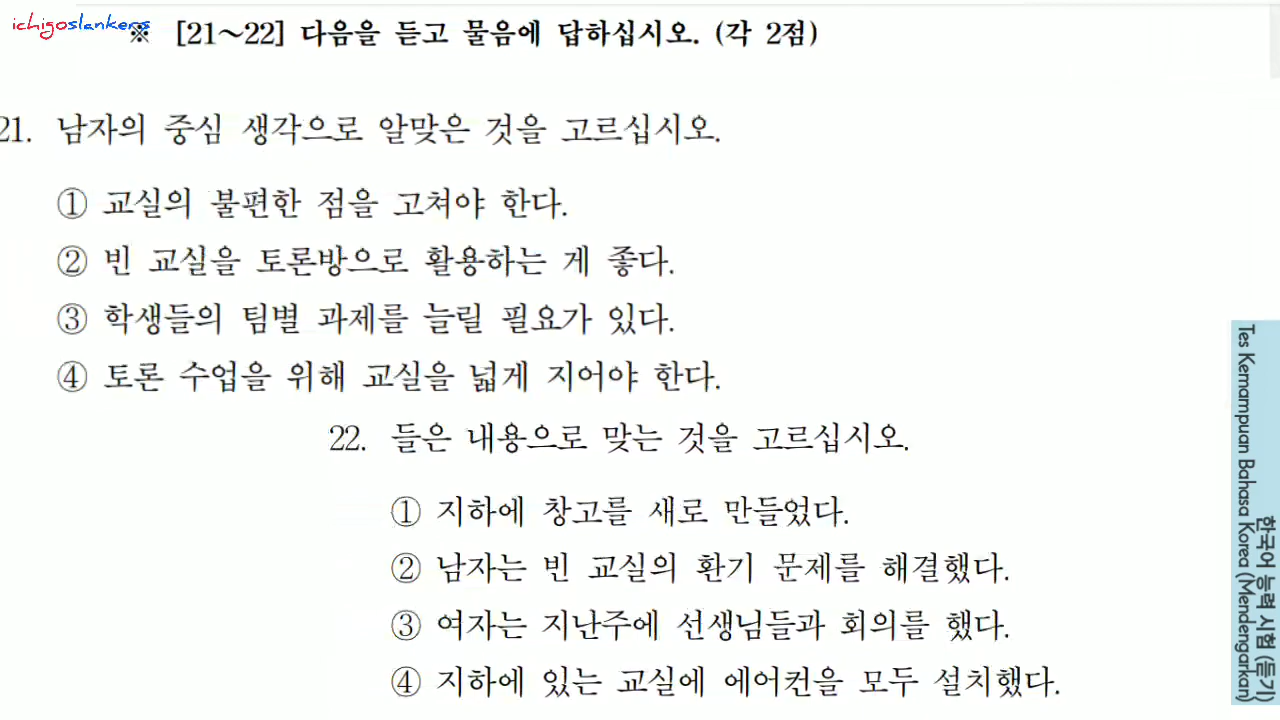 ichigoslankers
※ [21～22] 다음을 듣고 물음에 답하십시오. (각 2점)
21. 남자의 중심 생각으로 알맞은 것을 고르십시오.
① 교실의 불편한 점을 고쳐야 한다.
② 빈 교실을 토론방으로 활용하는 게 좋다.
③ 학생들의 팀별 과제를 늘릴 필요가 있다.
④ 토론 수업을 위해 교실을 넓게 지어야 한다.
22. 들은 내용으로 맞는 것을 고르십시오.
① 지하에 창고를 새로 만들었다.
② 남자는 빈 교실의 환기 문제를 해결했다.
③ 여자는 지난주에 선생님들과 회의를 했다.
④ 지하에 있는 교실에 에어컨을 모두 설치했다.
한국어 능력 시험 (듣기)
Tes Kemampuan Bahasa Korea (Mendengarkan)